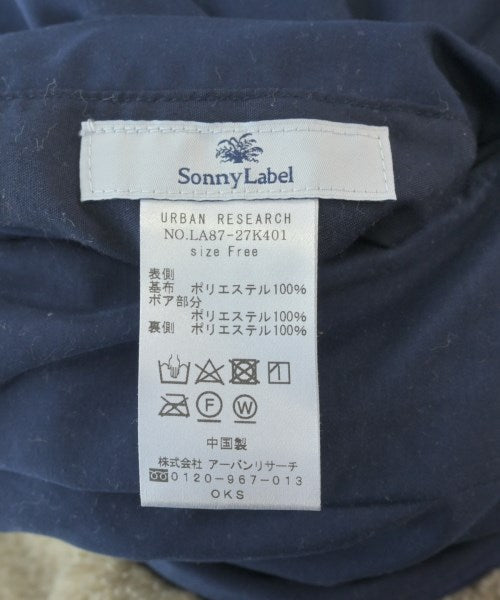 Sonny Label
URBAN RESEARCH
NO.LA87-27K401
size Free
表側
基布 ポリエステル100%
ボア部分
ポリエステル100%
裏側 ポリエステル100%
F W
中国製
株式会社 アーバンリサーチ
0120-967-013
OKS